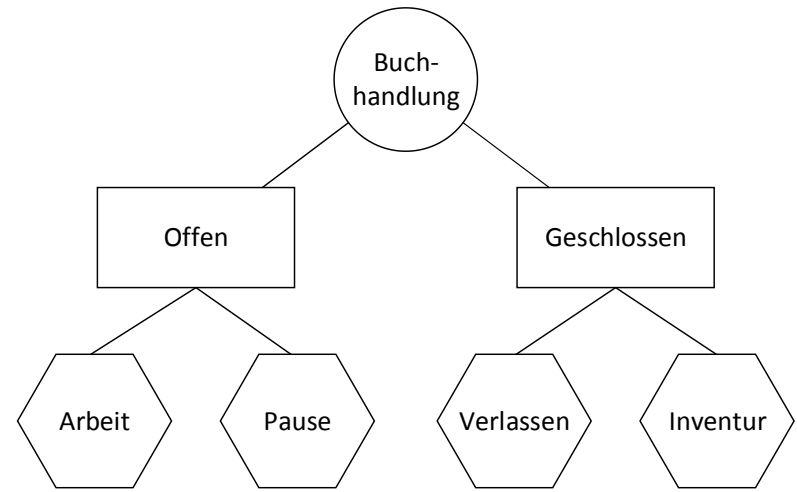 Buch-
handlung
Offen
Geschlossen
Arbeit
Pause
Verlassen
Inventur